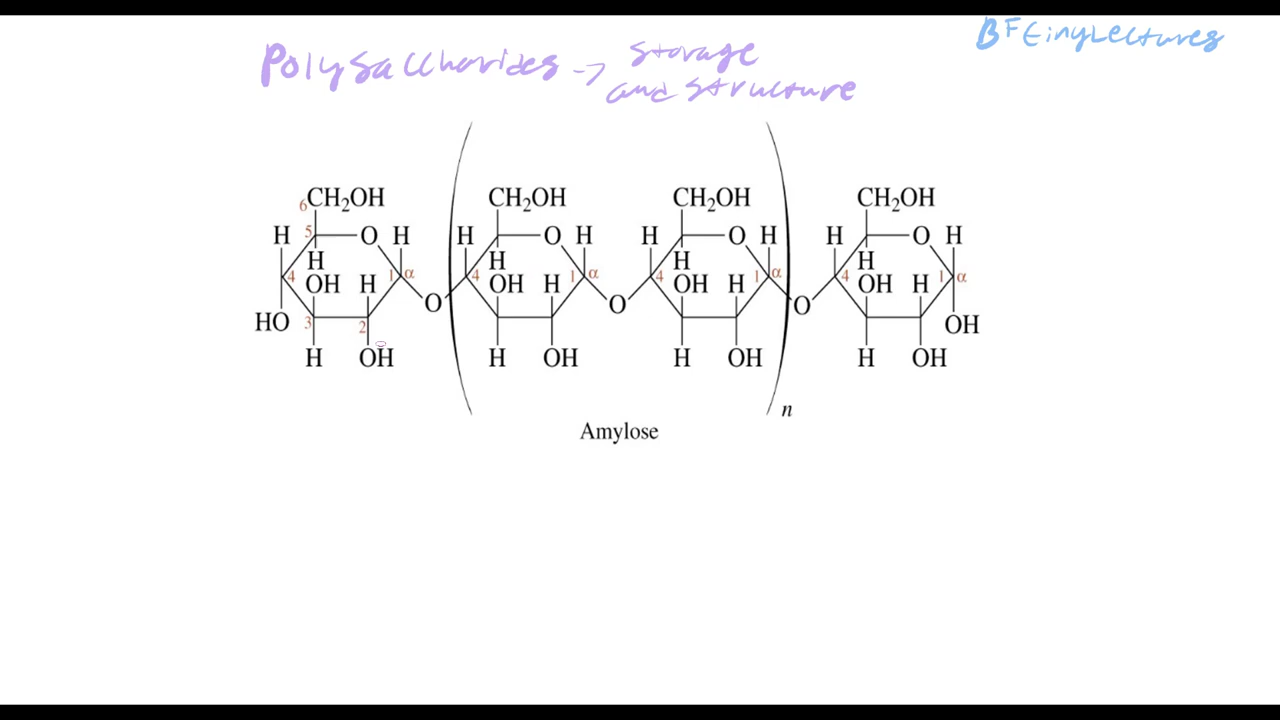 BFEinyLectures
Polysaccharides → storage
and structure
6 CH₂OH CH₂OH CH₂OH CH₂OH
H 5 O H H O H H O H H O H
H H H H
4 OH H 1 α 4 OH H 1 α 4 OH H 1 α 4 OH H 1 α
O O O
HO 3 2 OH
H OH H OH H OH H OH
n
Amylose